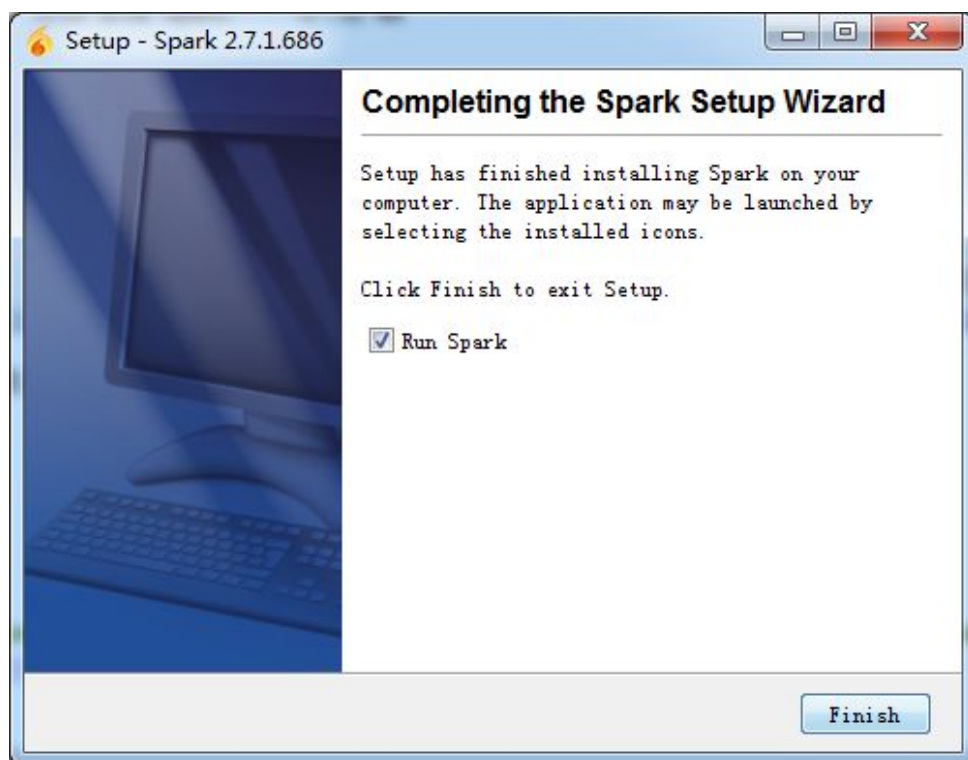 Setup - Spark 2.7.1.686
Completing the Spark Setup Wizard
Setup has finished installing Spark on your
computer. The application may be launched by
selecting the installed icons.
Click Finish to exit Setup.
Run Spark
Finish